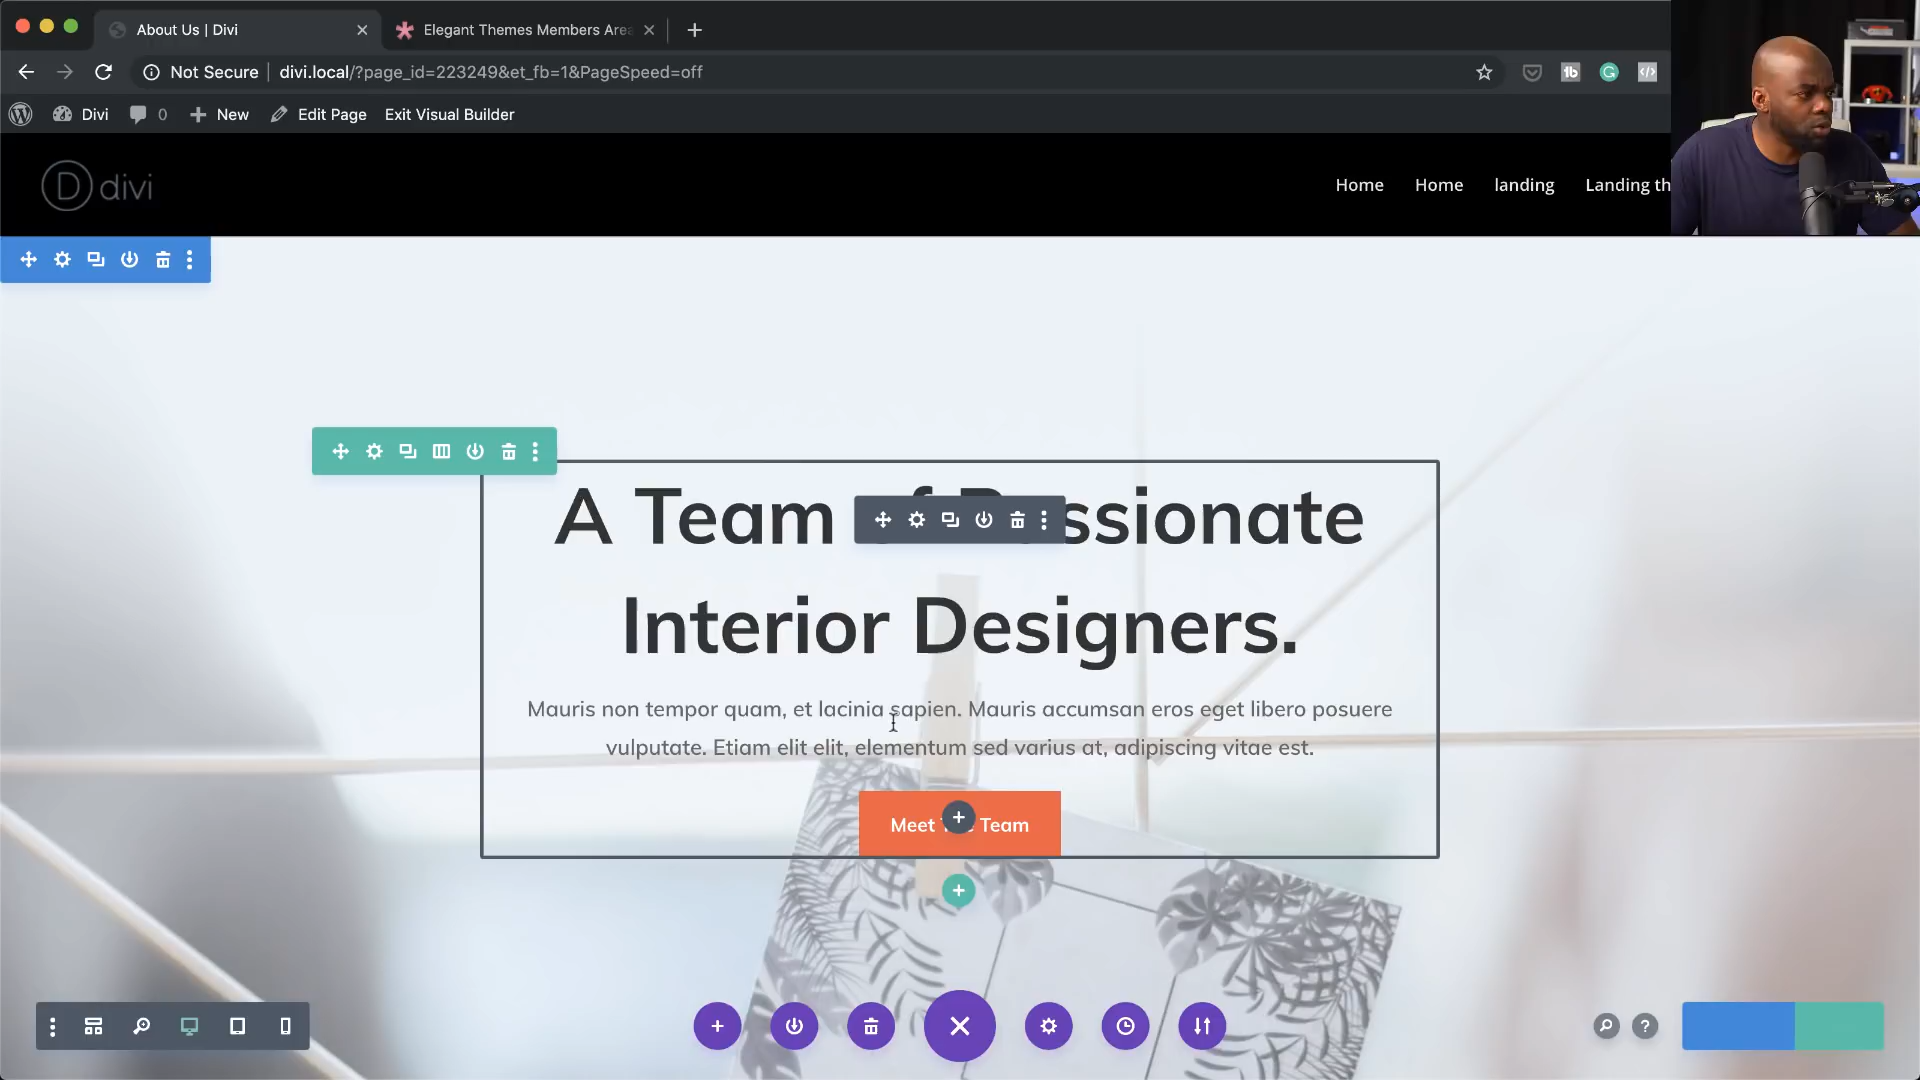 About Us | Divi
Elegant Themes Members Area
Not Secure
divi.local/?page_id=223249&et_fb=1&PageSpeed=off
Divi
0
New
Edit Page
Exit Visual Builder
D divi
Home
Home
landing
Landing th
A Team of Passionate
Interior Designers.
Mauris non tempor quam, et lacinia sapien. Mauris accumsan eros eget libero posuere
vulputate. Etiam elit elit, elementum sed varius at, adipiscing vitae est.
Meet The Team